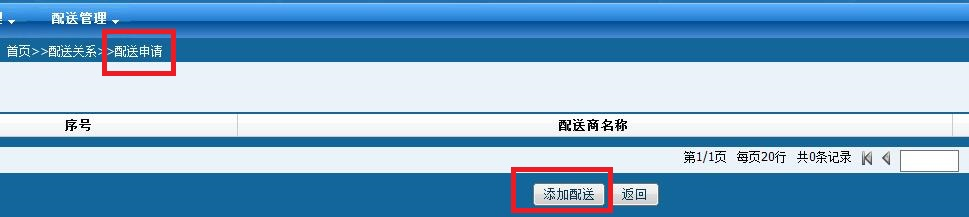 配送管理
首页>>配送关系>>配送申请
序号 配送商名称
第1/1页 每页20行 共0条记录
添加配送 返回